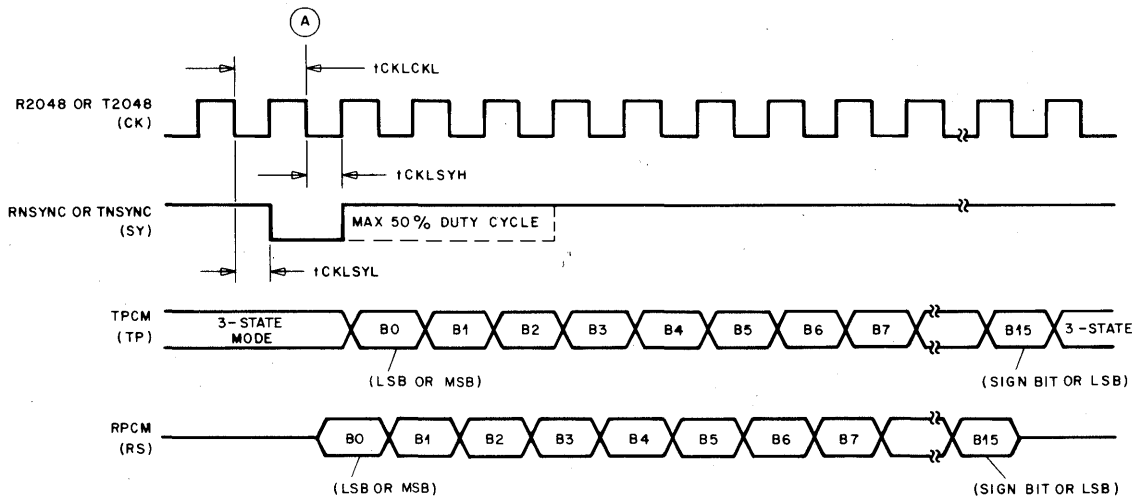 A
tCKLCKL
R2048 OR T2048
(CK)
tCKLSYH
RNSYNC OR TNSYNC
(SY)
MAX 50% DUTY CYCLE
tCKLSYL
TPCM
(TP)
3-STATE
MODE
B0 B1 B2 B3 B4 B5 B6 B7 B15 3-STATE
(LSB OR MSB) (SIGN BIT OR LSB)
RPCM
(RS)
B0 B1 B2 B3 B4 B5 B6 B7 B15
(LSB OR MSB) (SIGN BIT OR LSB)